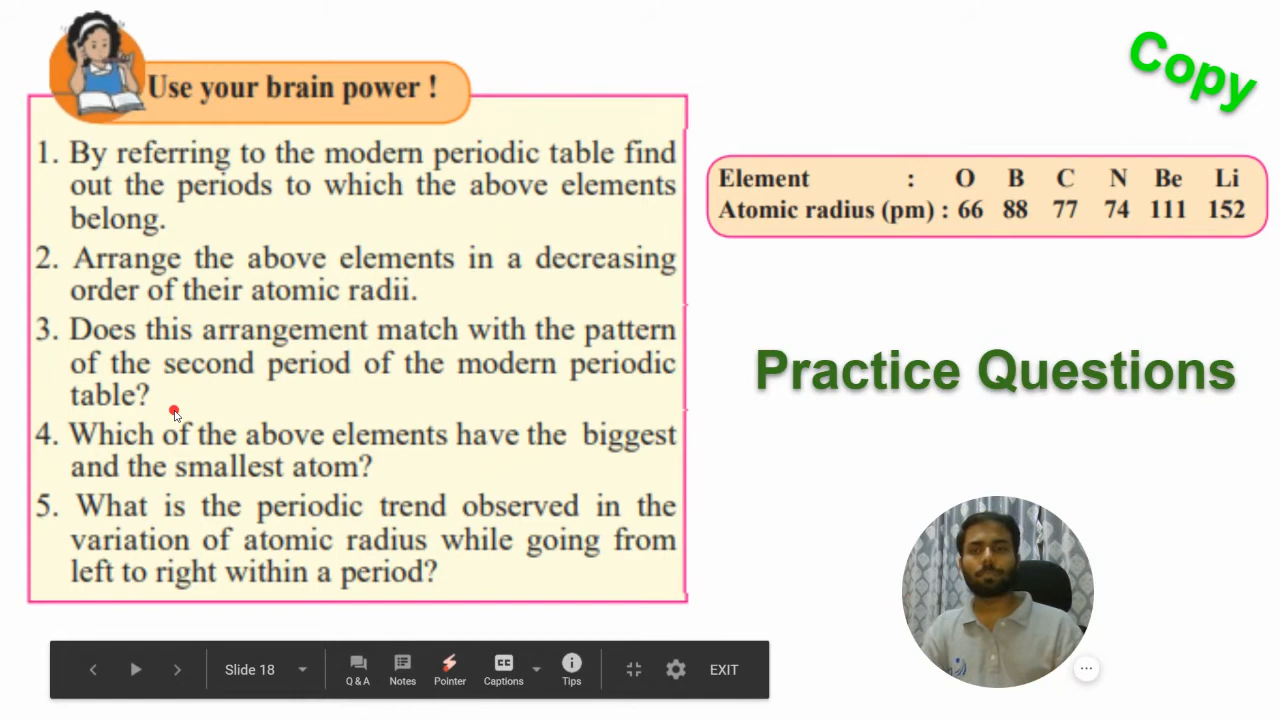 Use your brain power !
1. By referring to the modern periodic table find
out the periods to which the above elements
belong.
2. Arrange the above elements in a decreasing
order of their atomic radii.
3. Does this arrangement match with the pattern
of the second period of the modern periodic
table?
4. Which of the above elements have the biggest
and the smallest atom?
5. What is the periodic trend observed in the
variation of atomic radius while going from
left to right within a period?
Copy
Element : O B C N Be Li
Atomic radius (pm) : 66 88 77 74 111 152
Practice Questions
Slide 18
Q & A
Notes
Pointer
CC
Captions
Tips
EXIT